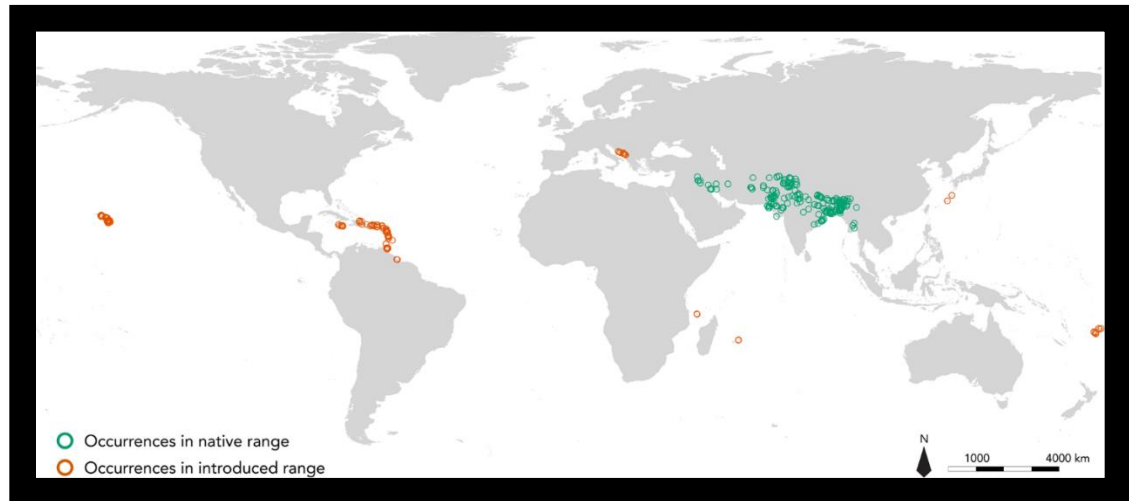 Occurrences in native range
Occurrences in introduced range
N
1000 4000 km